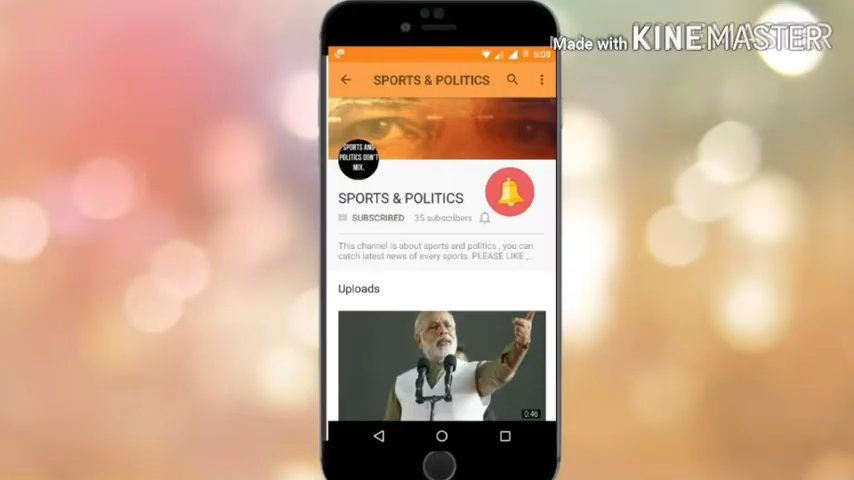 Made with KINEMASTER
5:08
SPORTS & POLITICS
SPORTS AND
POLITICS DON'T
MIX.
SPORTS & POLITICS
SUBSCRIBED 35 subscribers
This channel is about sports and politics , you can
catch latest news of every sports. PLEASE LIKE ,...
Uploads
0:46